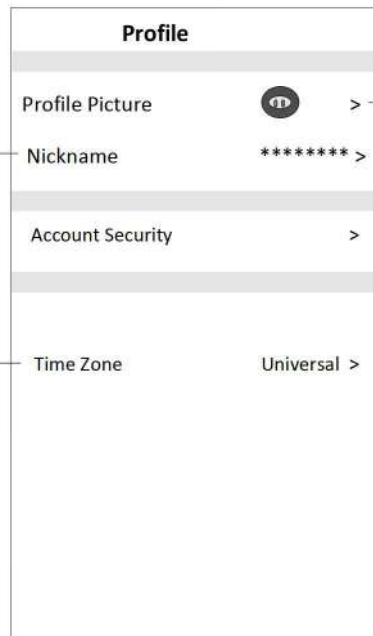 Profile
Profile Picture >
Nickname ******** >
Account Security >
Time Zone Universal >